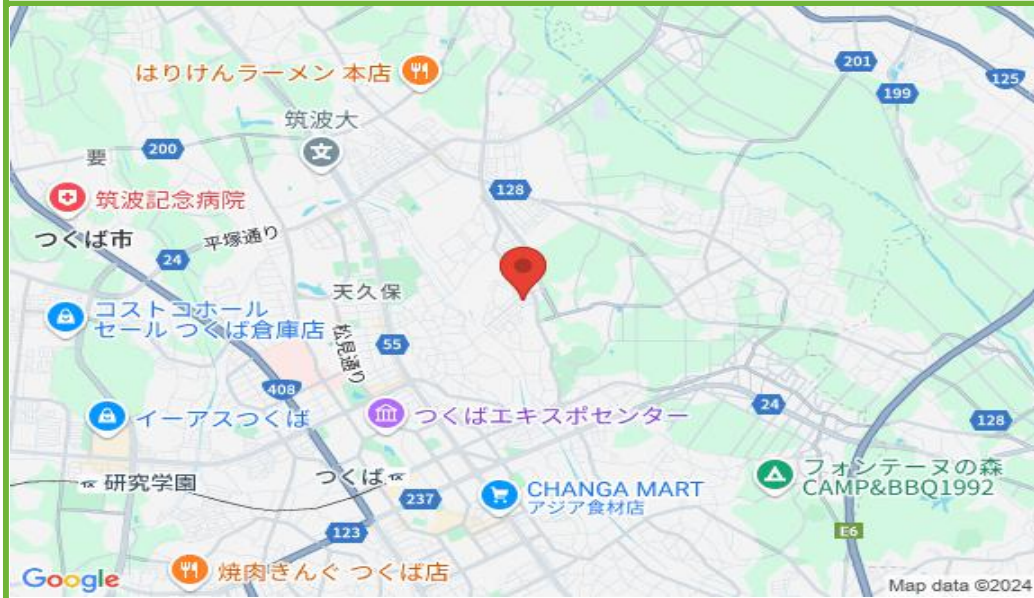 はりけんラーメン 本店
201
125
199
筑波大
要
200
128
筑波記念病院
つくば市
平塚通り
24
天久保
コストコホール
セール つくば倉庫店
松見通り
55
408
イーアスつくば
つくばエキスポセンター
24
128
研究学園
つくば
237
CHANGA MART
アジア食材店
フォンテーヌの森
CAMP&BBQ1992
123
E6
焼肉きんぐ つくば店
Google
Map data ©2024